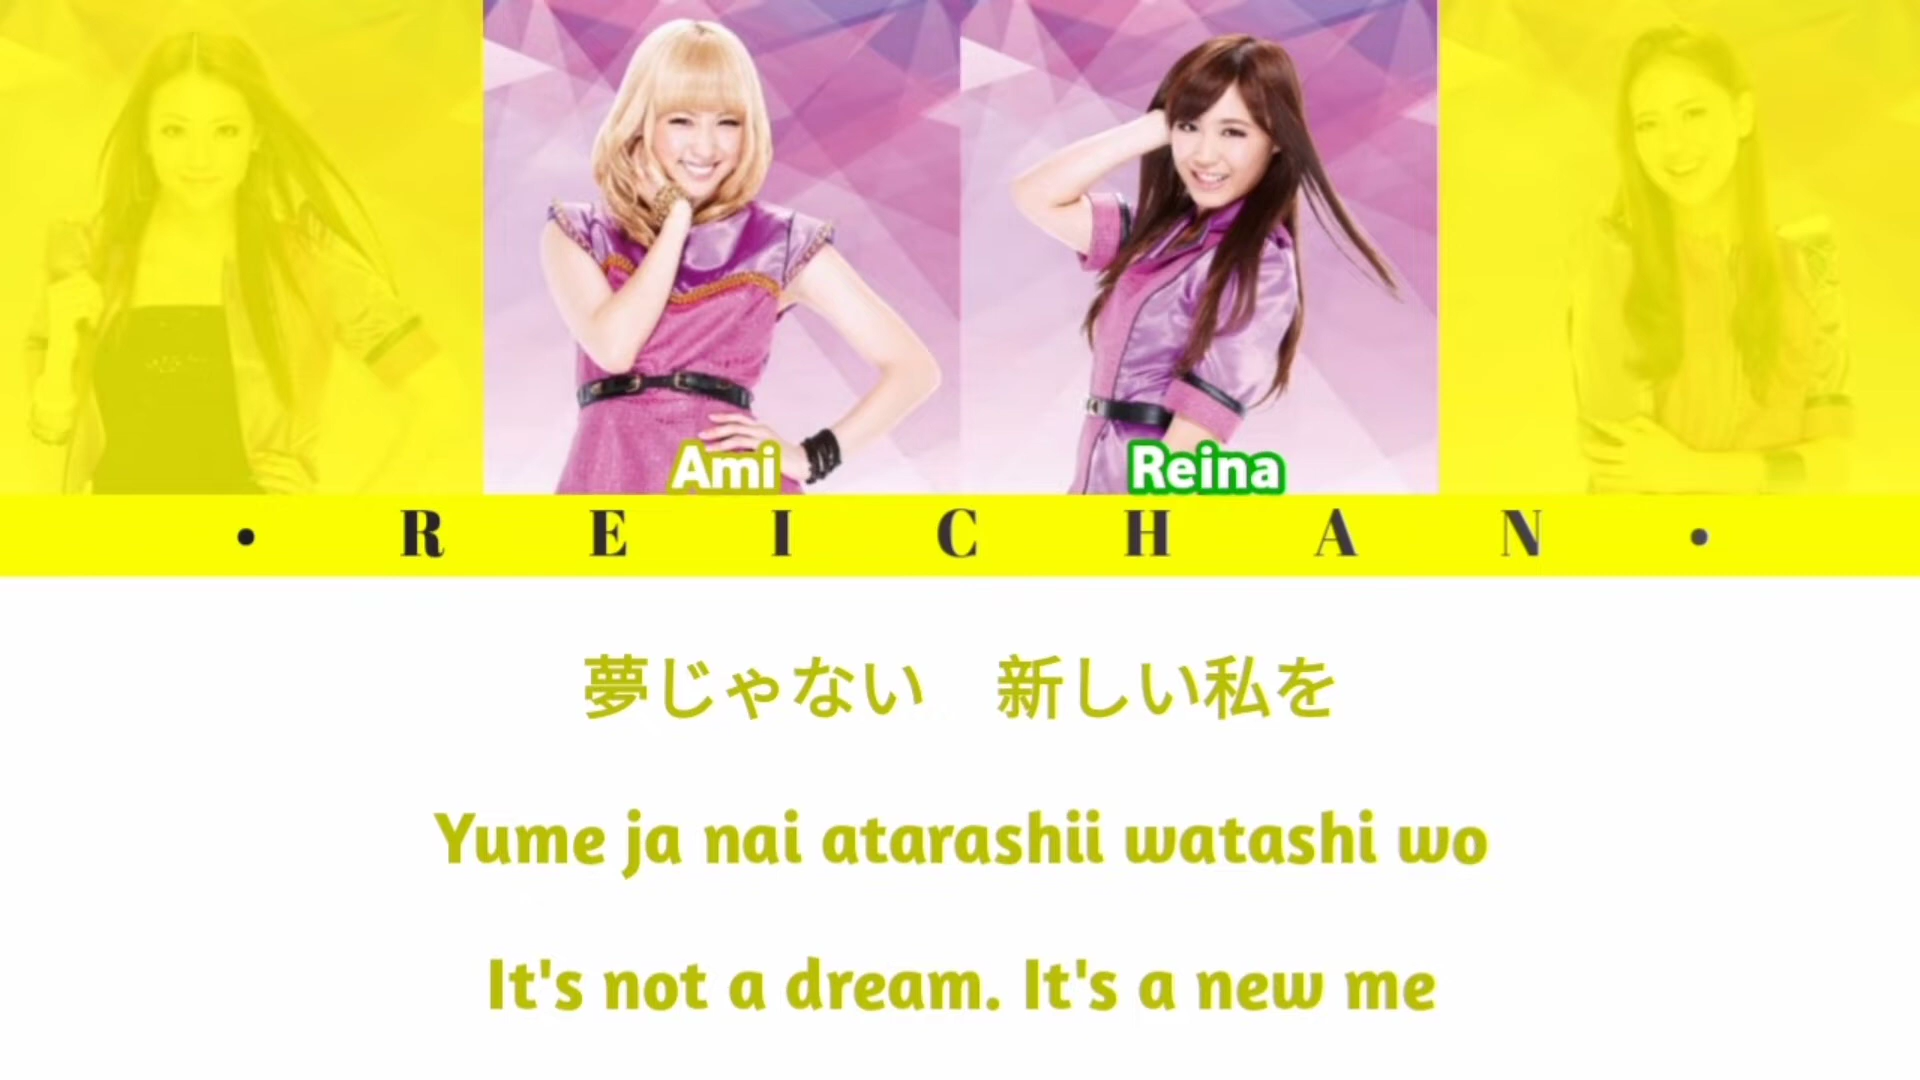 Ami
Reina
• R E I C H A N •
夢じゃない　新しい私を
Yume ja nai atarashii watashi wo
It's not a dream. It's a new me